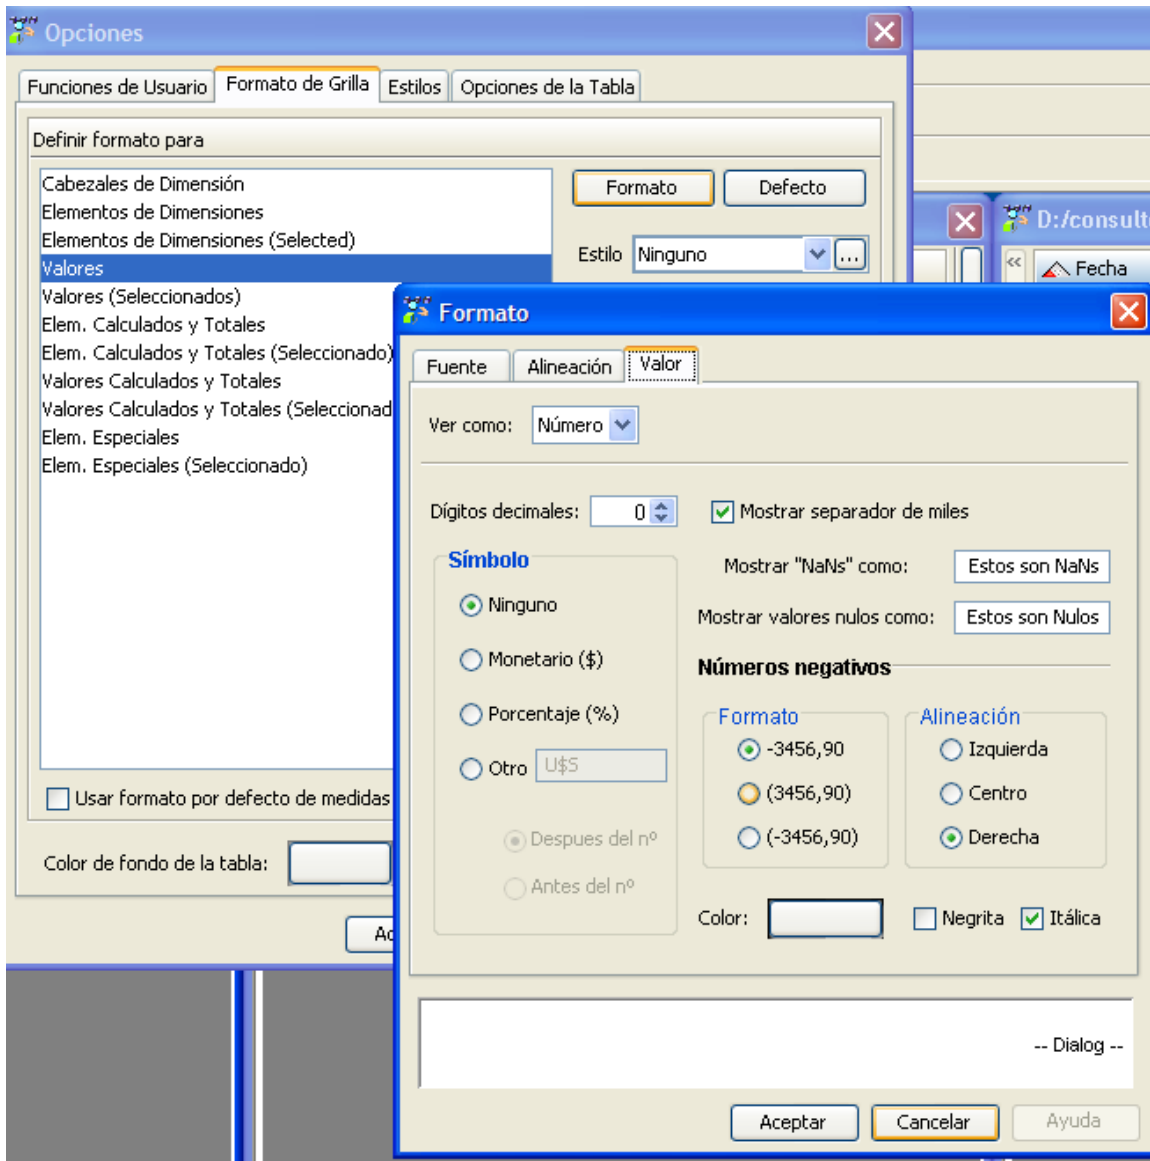 Opciones
Funciones de Usuario
Formato de Grilla
Estilos
Opciones de la Tabla
Definir formato para
Cabezales de Dimensión
Elementos de Dimensiones
Elementos de Dimensiones (Selected)
Valores
Valores (Seleccionados)
Elem. Calculados y Totales
Elem. Calculados y Totales (Seleccionado)
Valores Calculados y Totales
Valores Calculados y Totales (Seleccionad
Elem. Especiales
Elem. Especiales (Seleccionado)
Formato
Defecto
Estilo
Ninguno
...
Usar formato por defecto de medidas
Color de fondo de la tabla:
Ac
D:/consult
<< Fecha
Formato
Fuente
Alineación
Valor
Ver como:
Número
Dígitos decimales:
0
Mostrar separador de miles
Símbolo
Ninguno
Monetario ($)
Porcentaje (%)
Otro
U$S
Despues del nº
Antes del nº
Mostrar "NaNs" como:
Estos son NaNs
Mostrar valores nulos como:
Estos son Nulos
Números negativos
Formato
-3456,90
(3456,90)
(-3456,90)
Alineación
Izquierda
Centro
Derecha
Color:
Negrita
Itálica
-- Dialog --
Aceptar
Cancelar
Ayuda